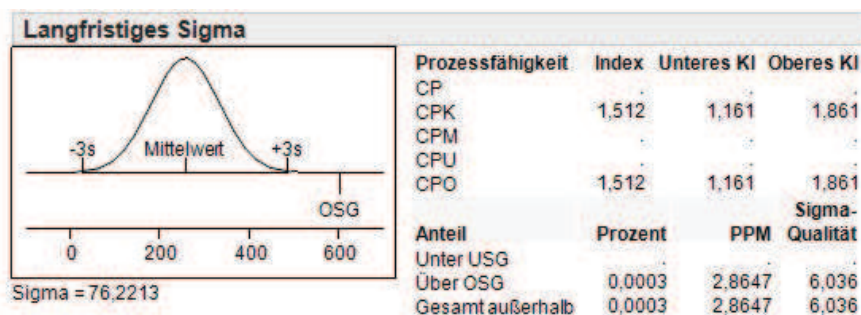 Langfristiges Sigma
-3s Mittelwert +3s
OSG
0 200 400 600
Sigma = 76,2213
Prozessfähigkeit Index Unteres KI Oberes KI
CP . . .
CPK 1,512 1,161 1,861
CPM . . .
CPU . . .
CPO 1,512 1,161 1,861
Sigma-
Anteil Prozent PPM Qualität
Unter USG . . .
Über OSG 0,0003 2,8647 6,036
Gesamt außerhalb 0,0003 2,8647 6,036